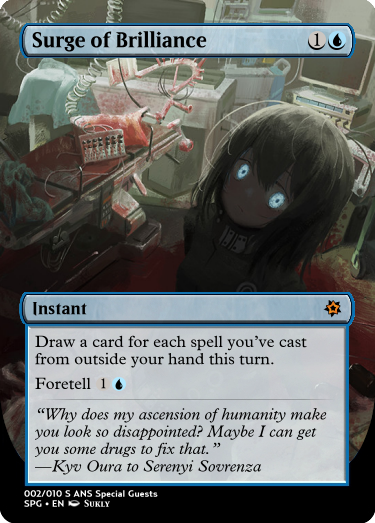 Surge of Brilliance 1
Instant
Draw a card for each spell you've cast
from outside your hand this turn.
Foretell 1
“Why does my ascension of humanity make
you look so disappointed? Maybe I can get
you some drugs to fix that.”
—Kyv Oura to Serenyi Sovrenza
002/010 S ANS Special Guests
SPG • EN SUKLY